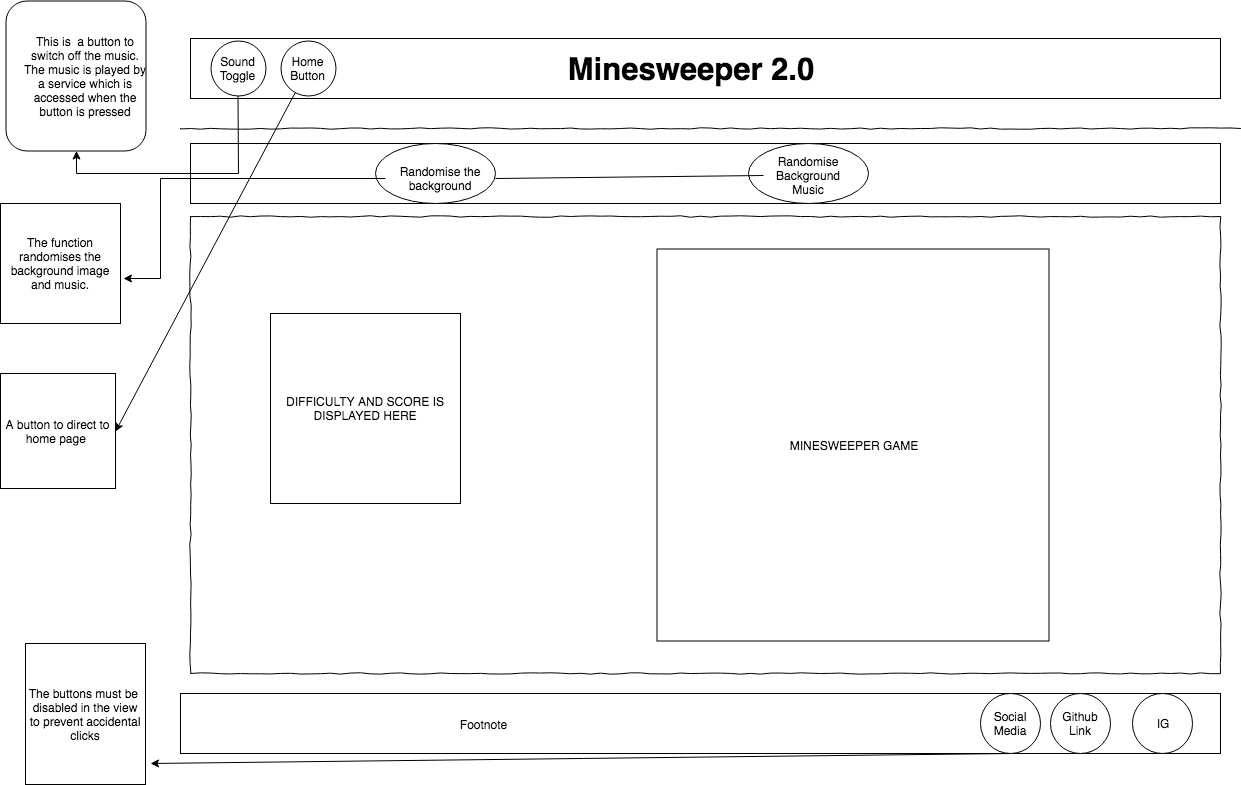 This is  a button to
switch off the music.
The music is played by
a service which is
accessed when the
button is pressed
Sound
Toggle
Home
Button
Minesweeper 2.0
Randomise the
background
Randomise
Background
Music
The function
randomises the
background image
and music.
DIFFICULTY AND SCORE IS
DISPLAYED HERE
MINESWEEPER GAME
A button to direct to
home page
The buttons must be
disabled in the view
to prevent accidental
clicks
Footnote
Social
Media
Github
Link
IG